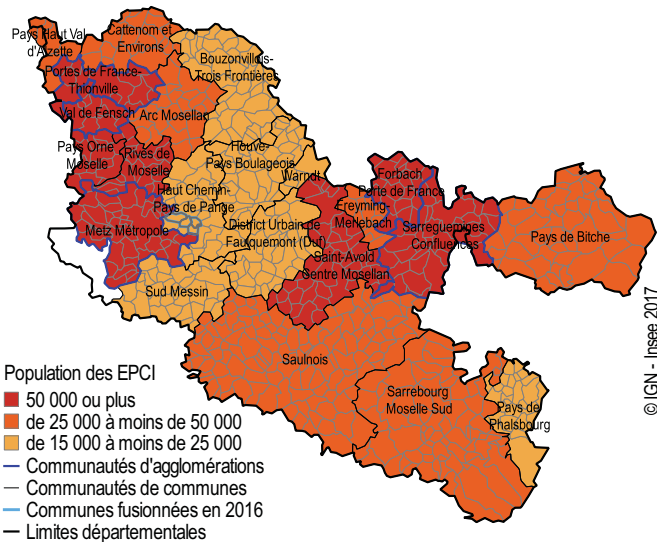 Pays Haut Val
d'Alzette
Cattenom et
Environs
Bouzonvillois-
Trois Frontières
Portes de France-
Thionville
Val de Fensch
Arc Mosellan
Pays Orne
Moselle
Rives de
Moselle
Houve-
Pays Boulageois
Warndt
Haut Chemin-
Pays de Pange
Forbach
Porte de France
Freyming-
Merlebach
Metz Métropole
District Urbain de
Faulquemont (Duf)
Sarreguemines
Confluences
Pays de Bitche
Saint-Avold
Centre Mosellan
Sud Messin
Saulnois
Sarrebourg
Moselle Sud
Pays de
Phalsbourg
Population des EPCI
50 000 ou plus
de 25 000 à moins de 50 000
de 15 000 à moins de 25 000
Communautés d'agglomérations
Communautés de communes
Communes fusionnées en 2016
Limites départementales
© IGN - Insee 2017